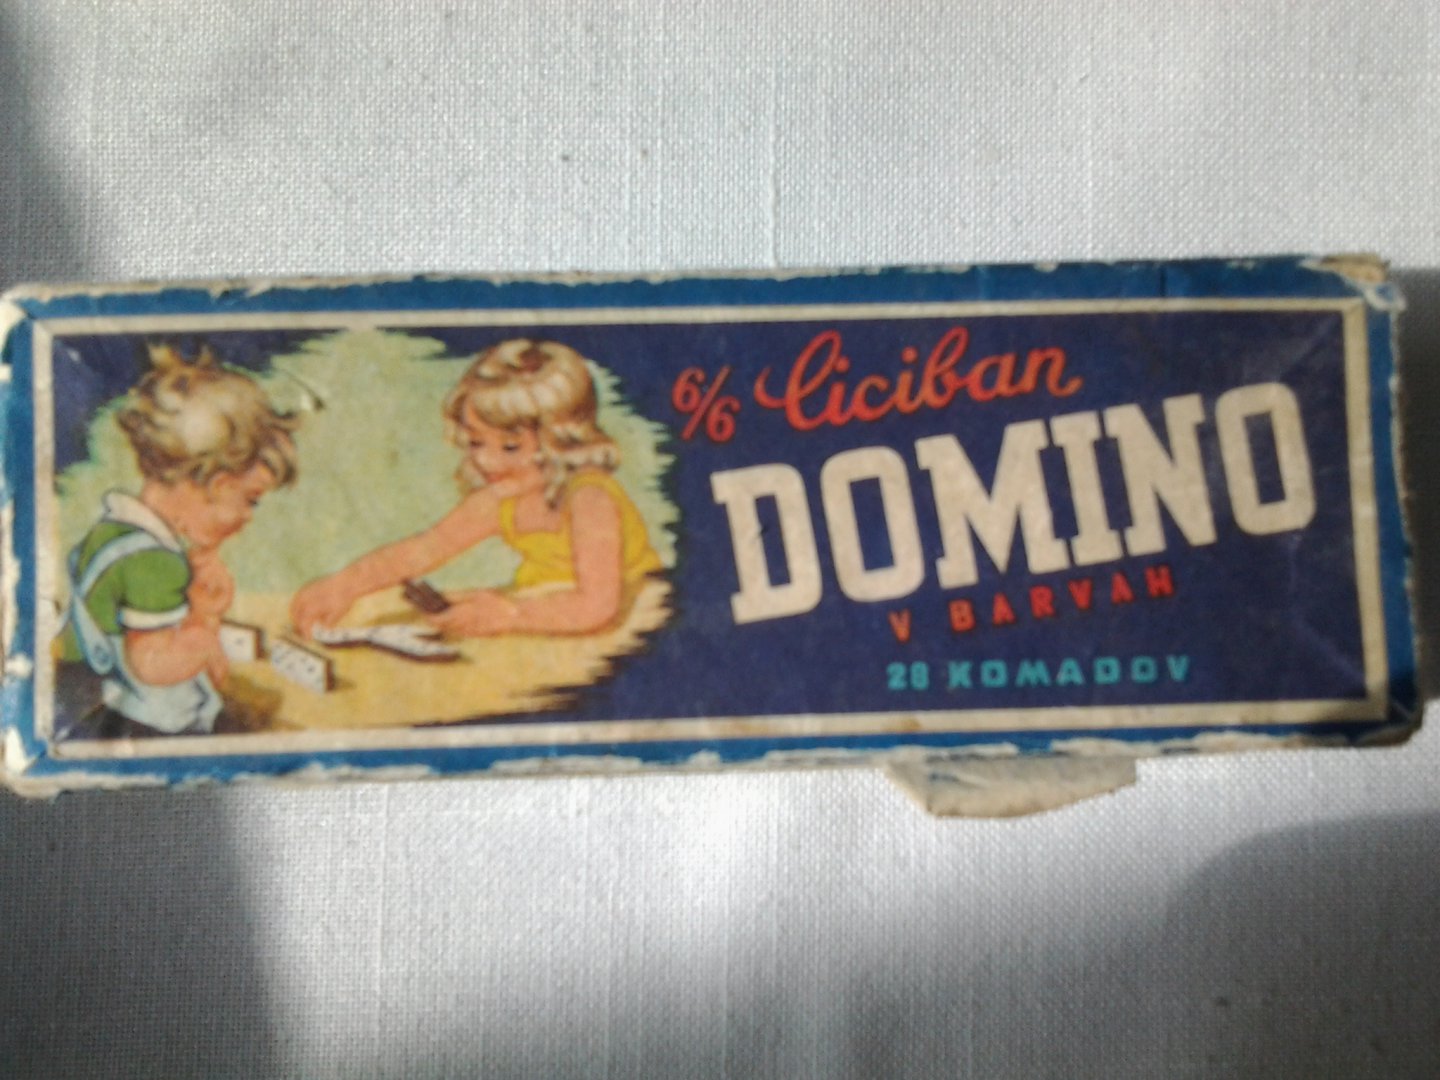 6/6 Ciciban
DOMINO
V BARVAH
28 KOMADOV